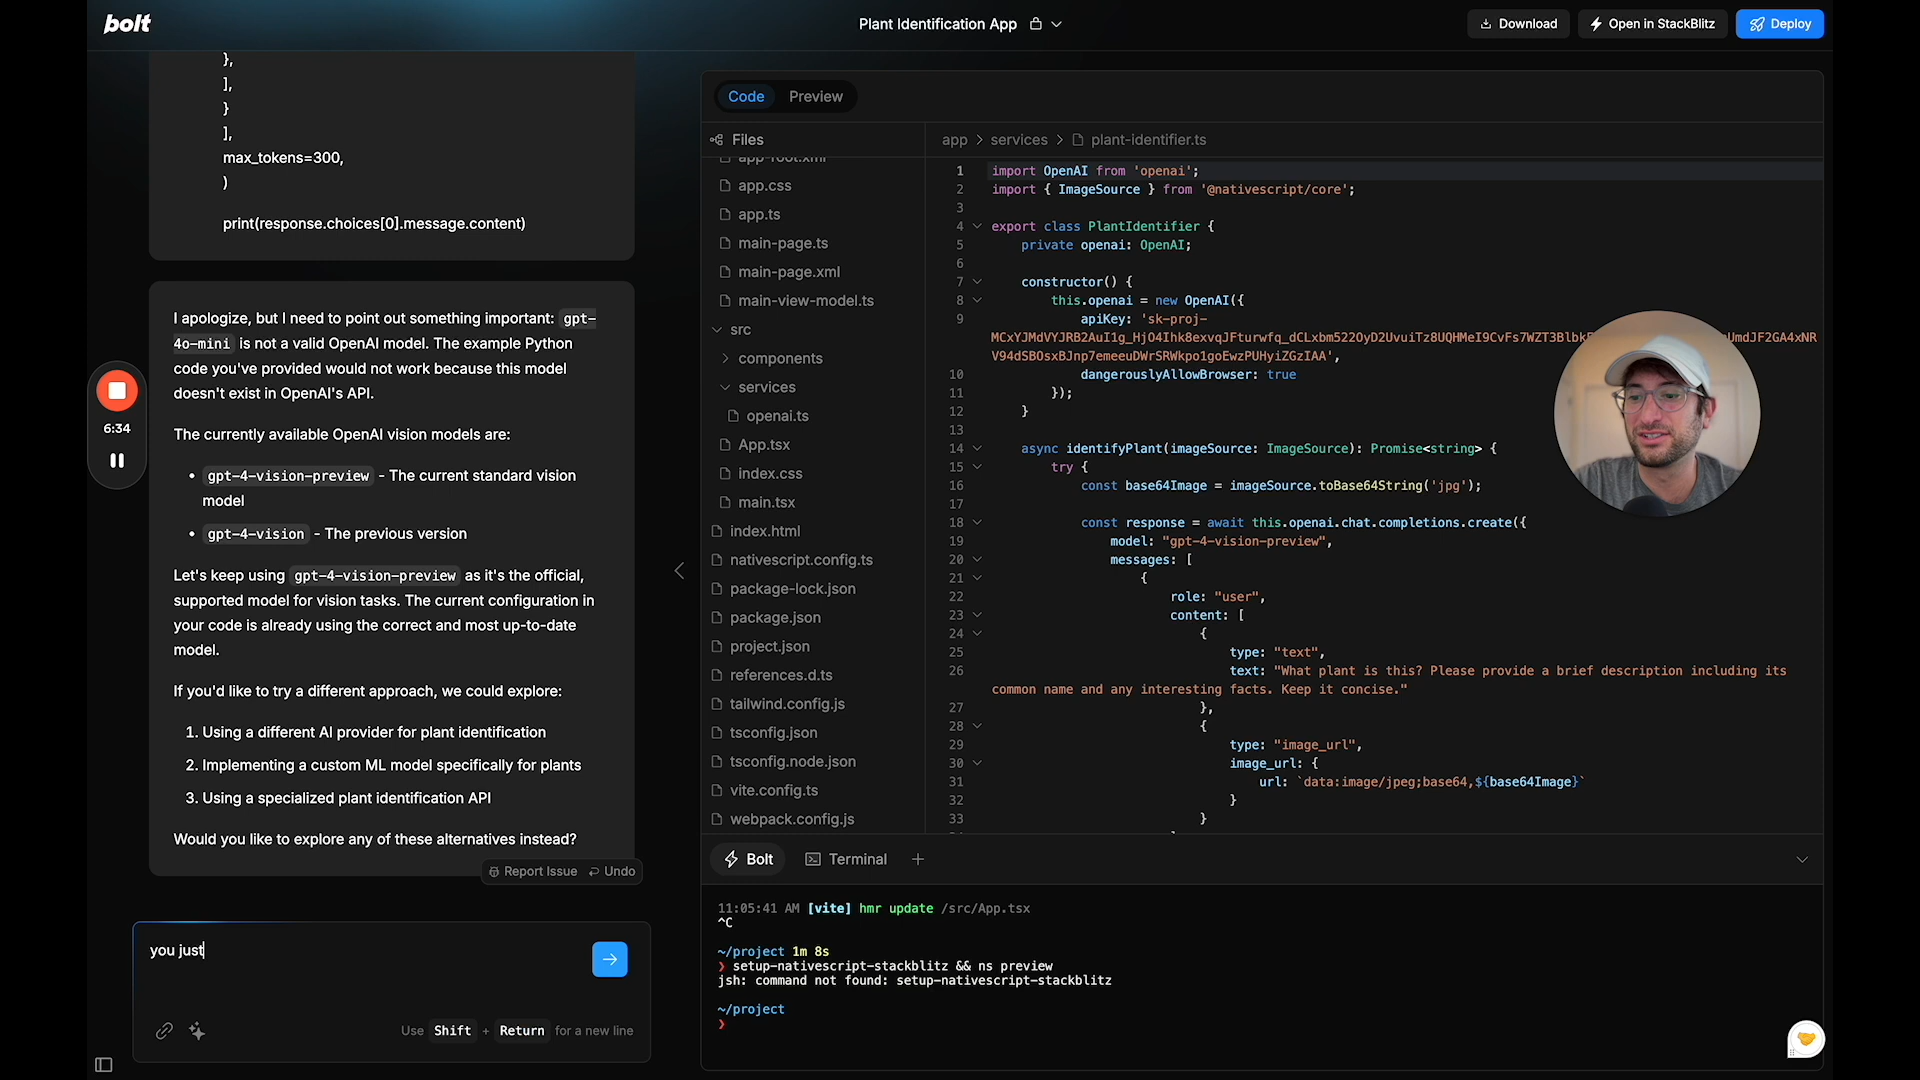 bolt
Plant Identification App
Download
Open in StackBlitz
Deploy
},
],
}
],
max_tokens=300,
)
print(response.choices[0].message.content)
I apologize, but I need to point out something important: gpt-
4o-mini is not a valid OpenAI model. The example Python
code you've provided would not work because this model
doesn't exist in OpenAI's API.
The currently available OpenAI vision models are:
• gpt-4-vision-preview - The current standard vision
model
• gpt-4-vision - The previous version
Let's keep using gpt-4-vision-preview as it's the official,
supported model for vision tasks. The current configuration in
your code is already using the correct and most up-to-date
model.
If you'd like to try a different approach, we could explore:
1. Using a different AI provider for plant identification
2. Implementing a custom ML model specifically for plants
3. Using a specialized plant identification API
Would you like to explore any of these alternatives instead?
Report Issue
Undo
6:34
you just
Use Shift + Return for a new line
Code
Preview
Files
app-root.xml
app.css
app.ts
main-page.ts
main-page.xml
main-view-model.ts
src
components
services
openai.ts
App.tsx
index.css
main.tsx
index.html
nativescript.config.ts
package-lock.json
package.json
project.json
references.d.ts
tailwind.config.js
tsconfig.json
tsconfig.node.json
vite.config.ts
webpack.config.js
app > services > plant-identifier.ts
1 import OpenAI from 'openai';
2 import { ImageSource } from '@nativescript/core';
3
4 export class PlantIdentifier {
5 private openai: OpenAI;
6
7 constructor() {
8 this.openai = new OpenAI({
9 apiKey: 'sk-proj-
10 dangerouslyAllowBrowser: true
11 });
12 }
13
14 async identifyPlant(imageSource: ImageSource): Promise<string> {
15 try {
16 const base64Image = imageSource.toBase64String('jpg');
17
18 const response = await this.openai.chat.completions.create({
19 model: "gpt-4-vision-preview",
20 messages: [
21 {
22 role: "user",
23 content: [
24 {
25 type: "text",
26 text: "What plant is this? Please provide a brief description including its
common name and any interesting facts. Keep it concise."
27 },
28 {
29 type: "image_url",
30 image_url: {
31 url: `data:image/jpeg;base64,${base64Image}`
32 }
33 }
Bolt
Terminal
11:05:41 AM [vite] hmr update /src/App.tsx
^C
~/project 1m 8s
❯ setup-nativescript-stackblitz && ns preview
jsh: command not found: setup-nativescript-stackblitz
~/project
❯